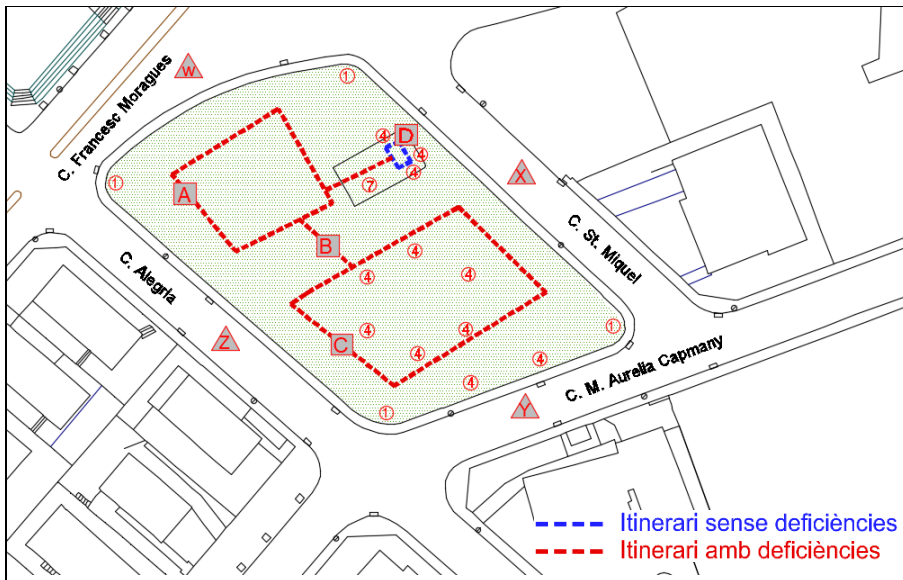 W
C. Francesc Moragues
1
4
D
4
4
7
X
1
A
C. St. Miquel
B
4
C. Alegria
4
4
Z
4
4
1
C
4
4
4
C. M. Aurelia Capmany
Y
1
Itinerari sense deficiències
Itinerari amb deficiències